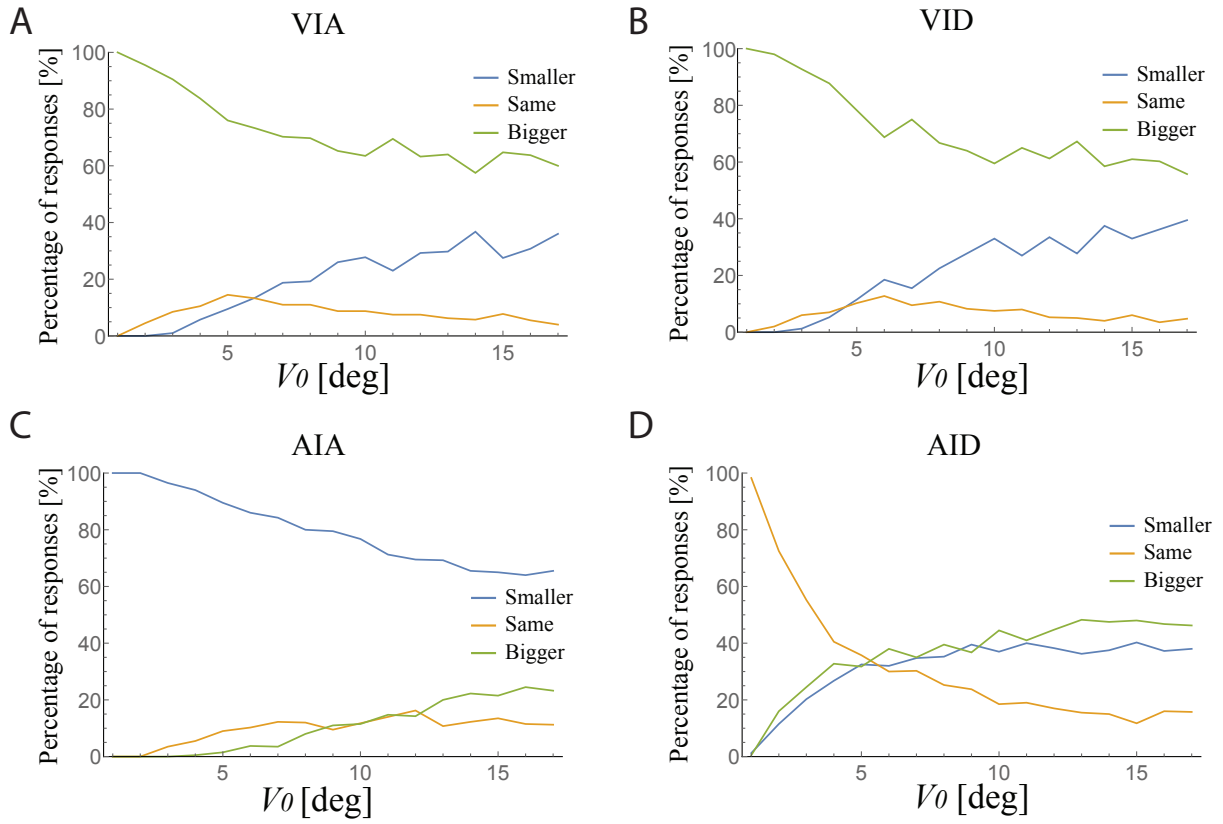 A
VIA
Percentage of responses [%]
100
80
60
40
20
0
5
10
15
V0 [deg]
Smaller
Same
Bigger
B
VID
Percentage of responses [%]
100
80
60
40
20
0
5
10
15
V0 [deg]
Smaller
Same
Bigger
C
AIA
Percentage of responses [%]
100
80
60
40
20
0
5
10
15
V0 [deg]
Smaller
Same
Bigger
D
AID
Percentage of responses [%]
100
80
60
40
20
0
5
10
15
V0 [deg]
Smaller
Same
Bigger